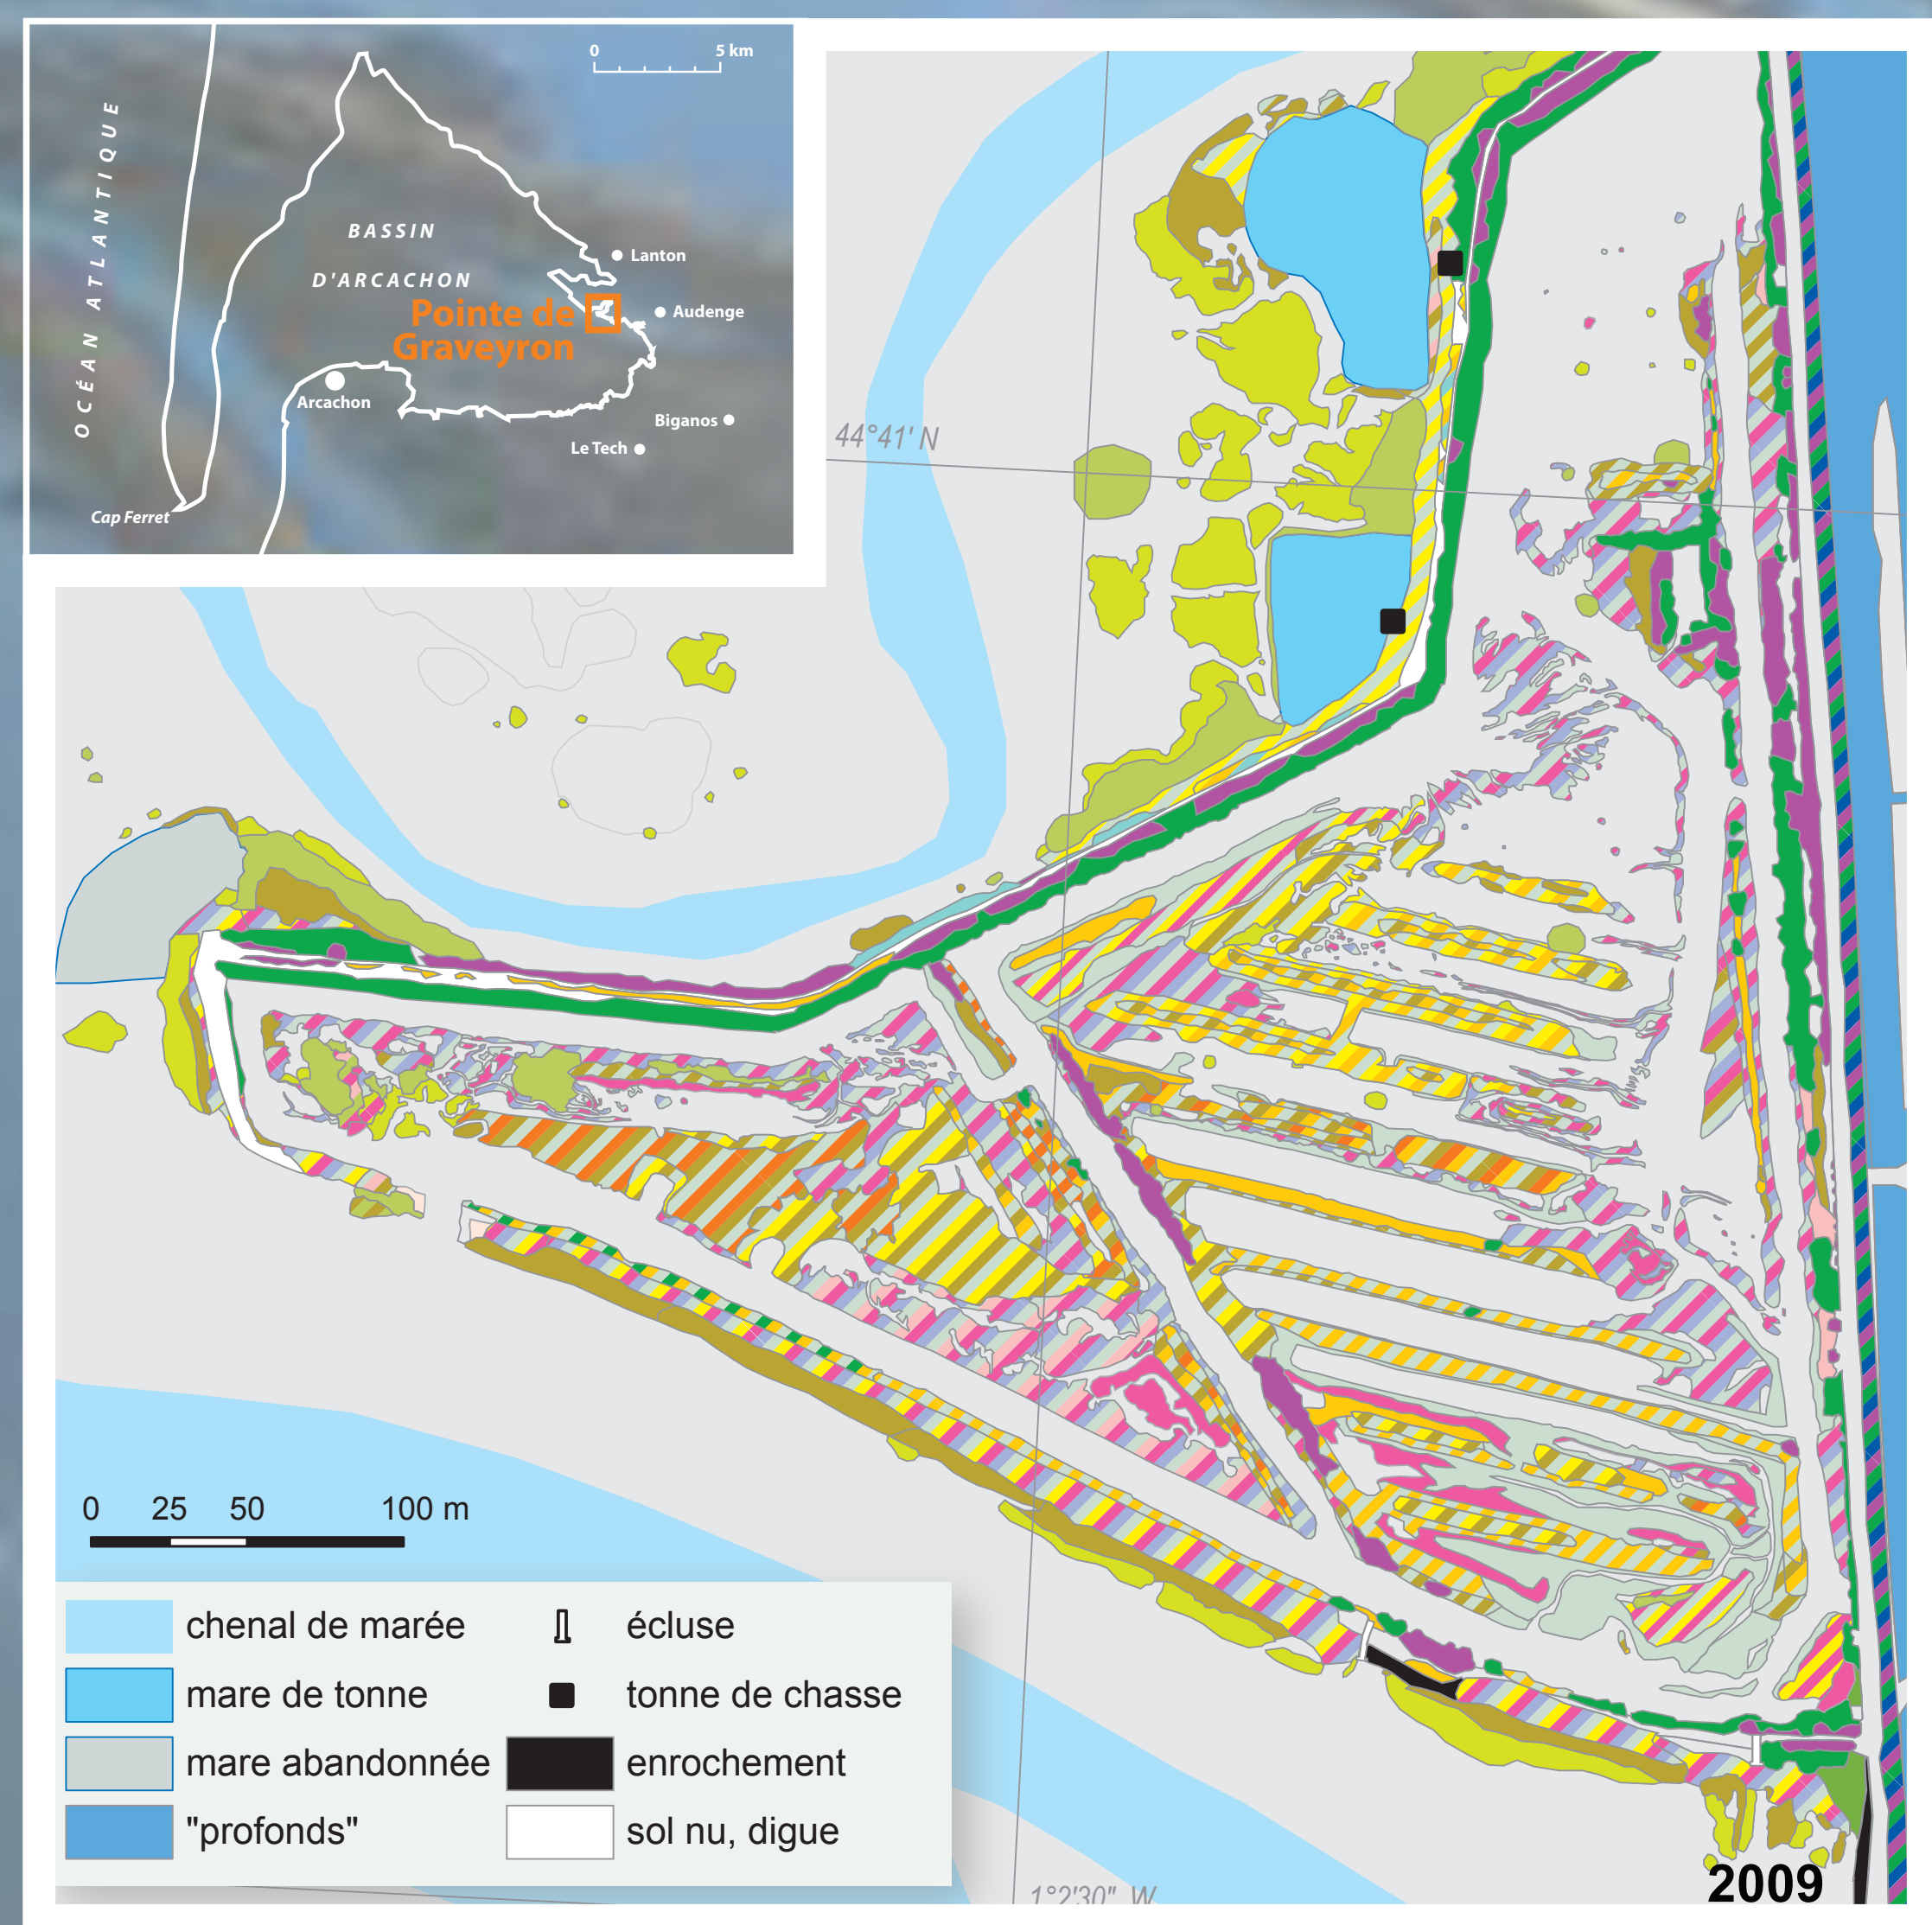 0 5 km
OCÉAN ATLANTIQUE
BASSIN
D'ARCACHON
Lanton
Pointe de
Graveyron
Audenge
Arcachon
Biganos
Le Tech
Cap Ferret
44°41' N
0 25 50 100 m
chenal de marée
mare de tonne
mare abandonnée
"profonds"
écluse
tonne de chasse
enrochement
sol nu, digue
1°2'30" W
2009